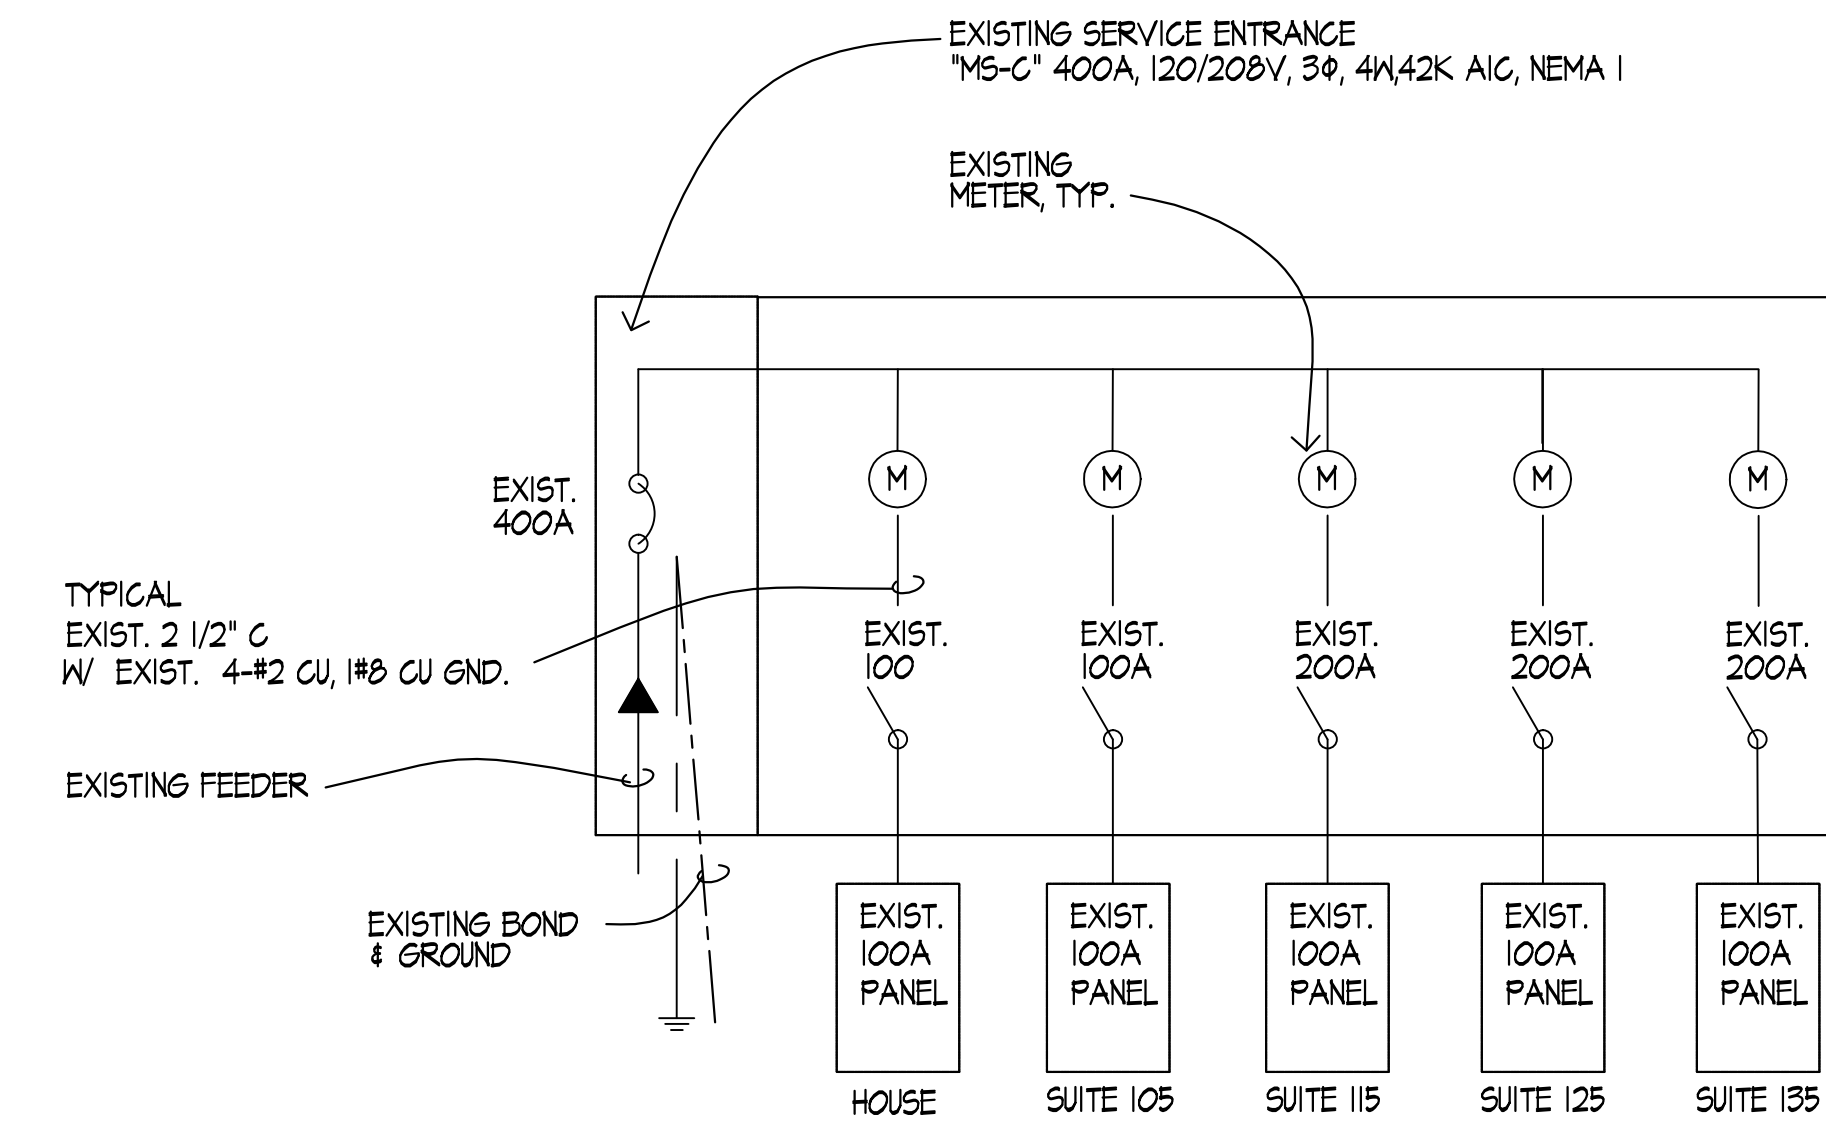 EXISTING SERVICE ENTRANCE
"MS-C" 400A, 120/208V, 3Φ, 4W,42K AIC, NEMA 1
EXISTING
METER, TYP.
M M M M M
EXIST.
400A
TYPICAL
EXIST. 2 1/2" C
W/ EXIST. 4-#2 CU, 1#8 CU GND.
EXIST. EXIST. EXIST. EXIST. EXIST.
100 100A 200A 200A 200A
EXISTING FEEDER
EXISTING BOND
& GROUND
EXIST. EXIST. EXIST. EXIST. EXIST.
100A 100A 100A 100A 100A
PANEL PANEL PANEL PANEL PANEL
HOUSE SUITE 105 SUITE 115 SUITE 125 SUITE 135